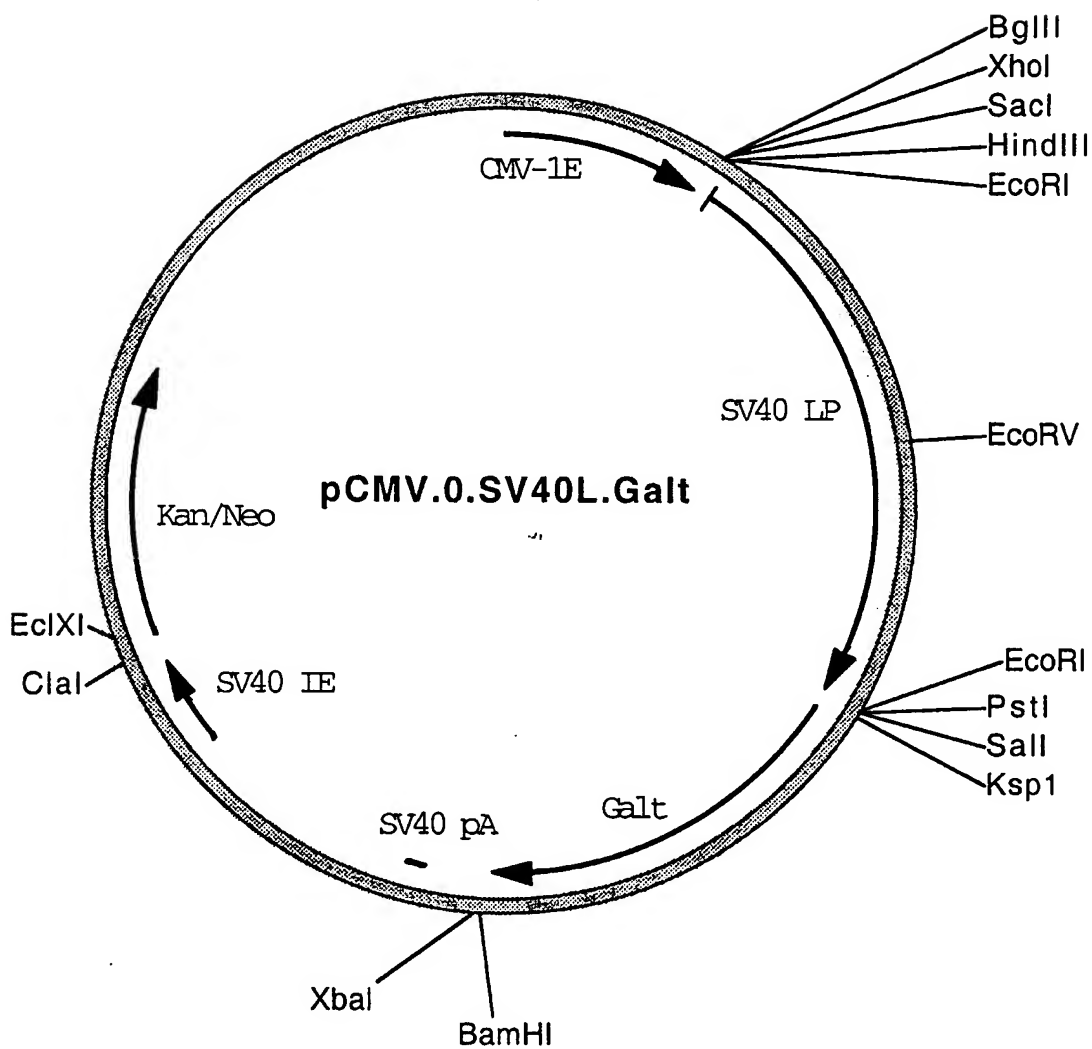 BglII
XhoI
SacI
HindIII
EcoRI
CMV-1E
SV40 LP
EcoRV
pCMV.0.SV40L.Galt
Kan/Neo
EclXI
ClaI
SV40 IE
EcoRI
PstI
SalI
Ksp1
Galt
SV40 pA
XbaI
BamHI